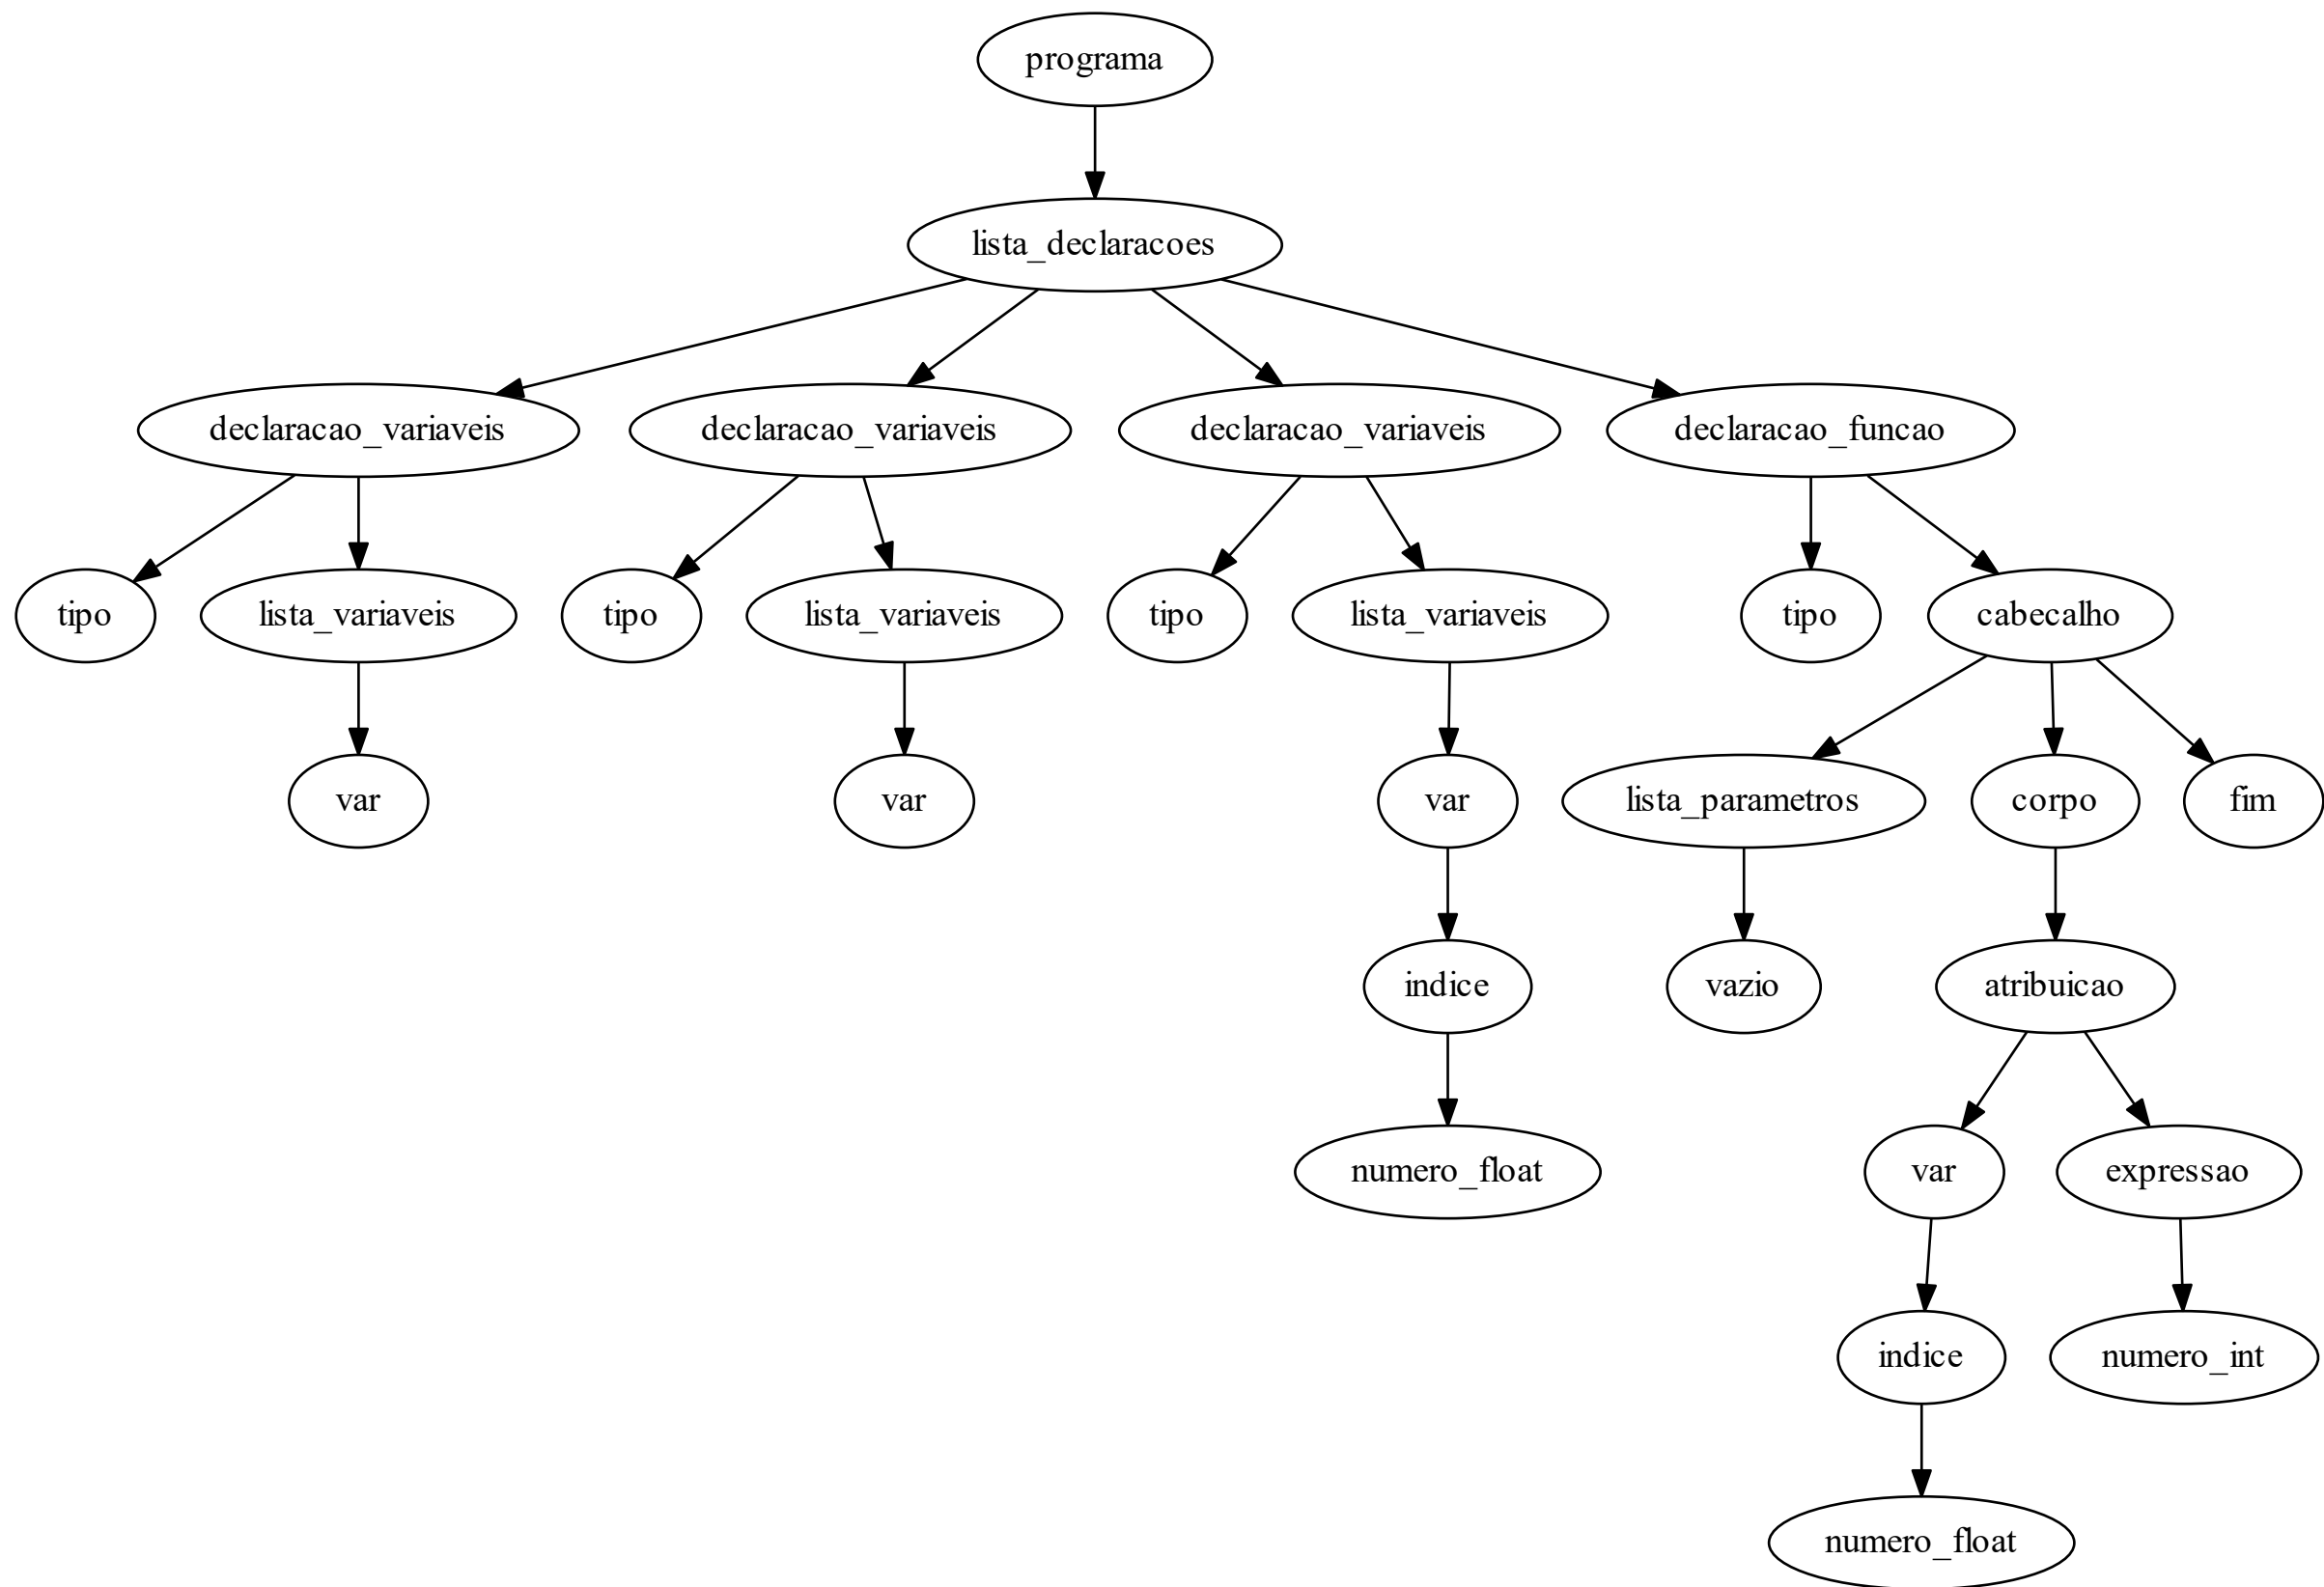 programa
lista_declaracoes
declaracao_variaveis
declaracao_variaveis
declaracao_variaveis
declaracao_funcao
tipo
lista_variaveis
tipo
lista_variaveis
tipo
lista_variaveis
tipo
cabecalho
var
var
var
lista_parametros
corpo
fim
indice
vazio
atribuicao
numero_float
var
expressao
indice
numero_int
numero_float